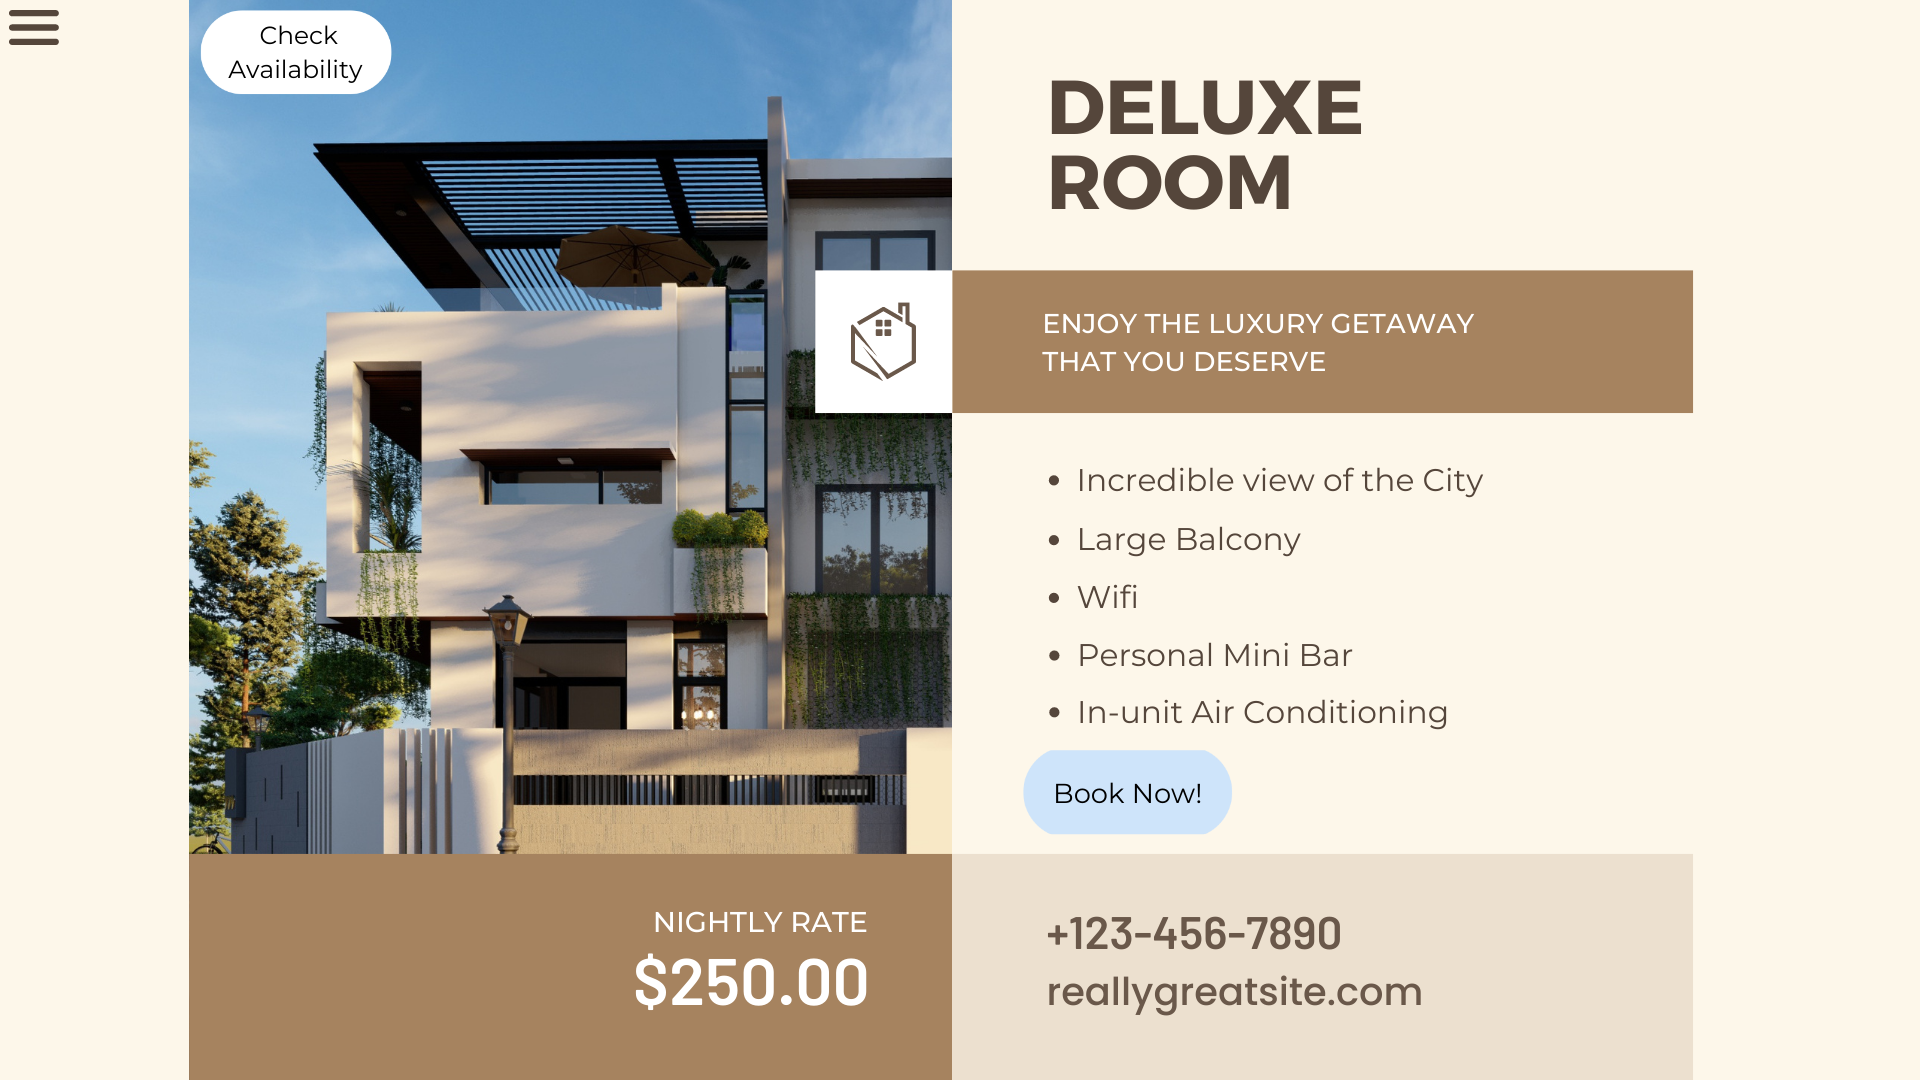 Check
Availability
DELUXE
ROOM
ENJOY THE LUXURY GETAWAY
THAT YOU DESERVE
• Incredible view of the City
• Large Balcony
• Wifi
• Personal Mini Bar
• In-unit Air Conditioning
Book Now!
NIGHTLY RATE
$250.00
+123-456-7890
reallygreatsite.com